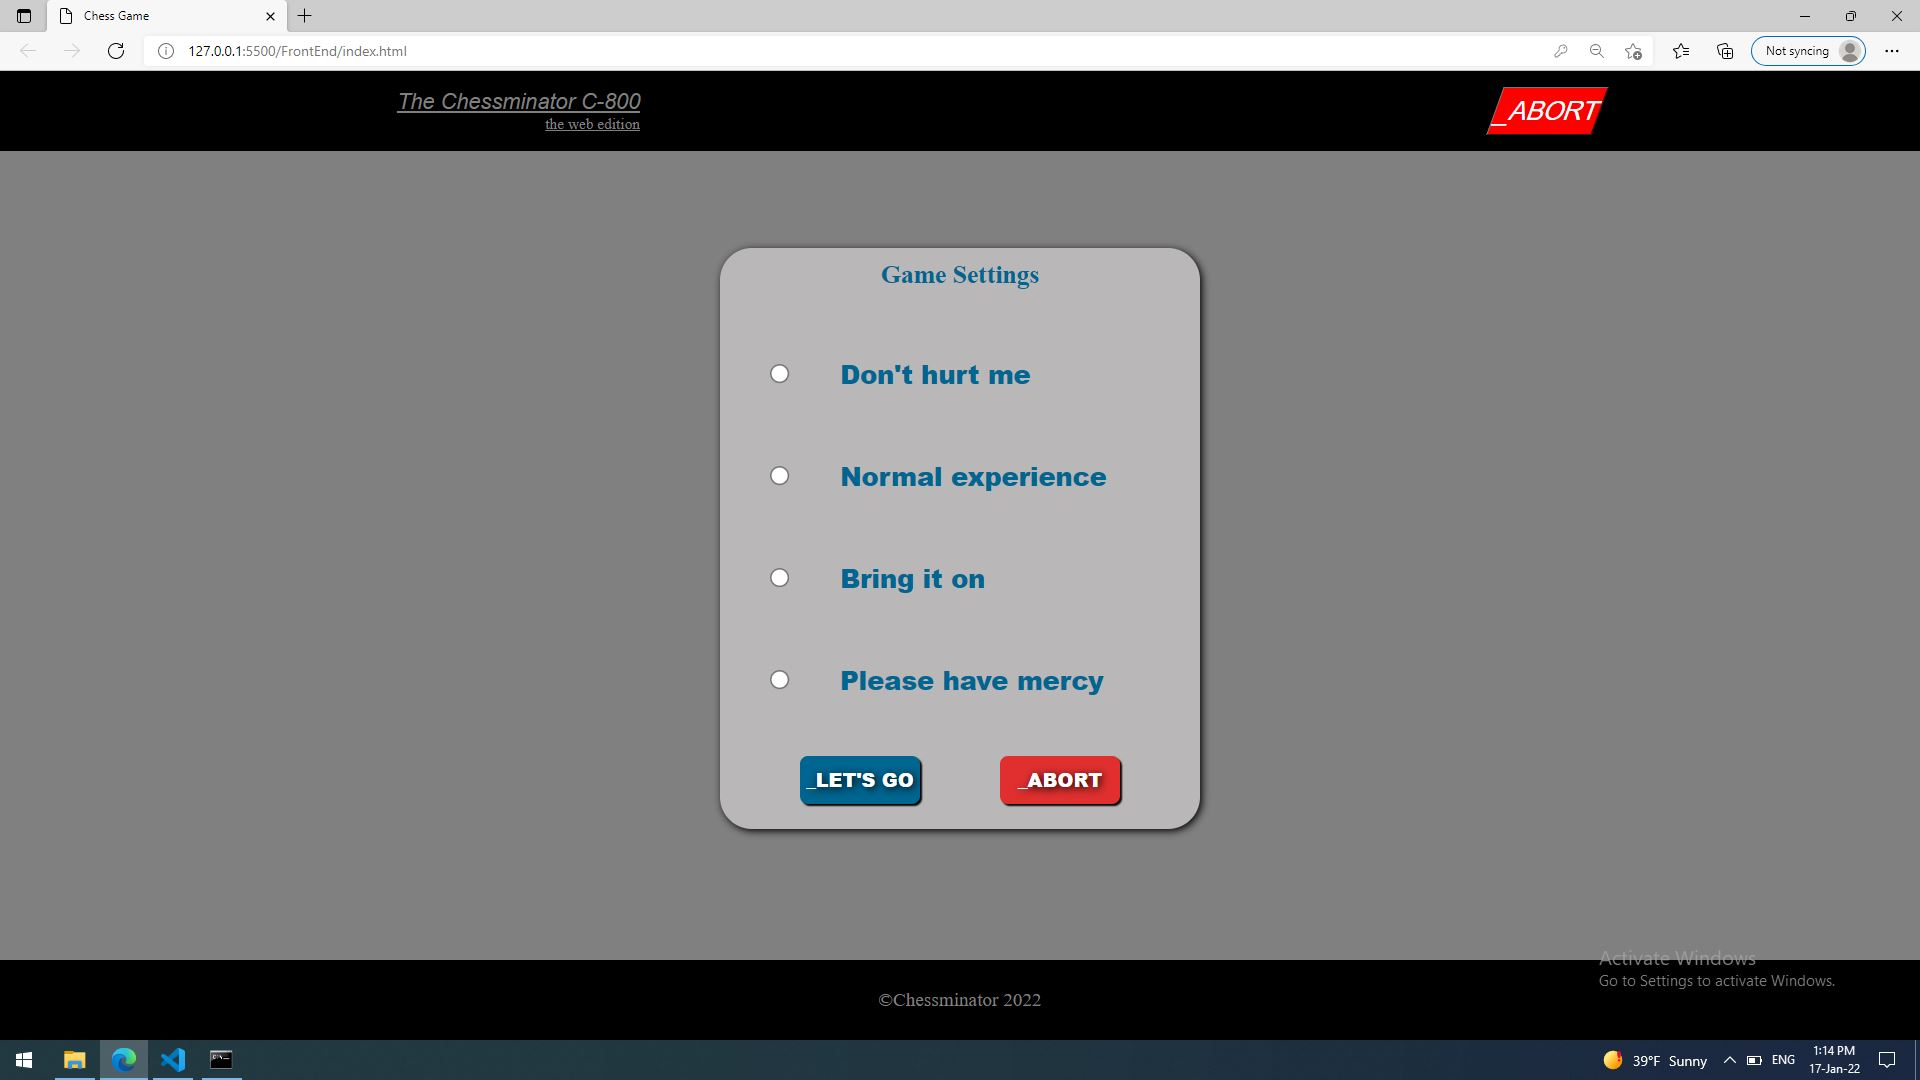 Chess Game
127.0.0.1:5500/FrontEnd/index.html
Not syncing
The Chessminator C-800
the web edition
_ABORT
Game Settings
Don't hurt me
Normal experience
Bring it on
Please have mercy
_LET'S GO
_ABORT
Activate Windows
Go to Settings to activate Windows.
©Chessminator 2022
39°F Sunny
ENG
1:14 PM
17-Jan-22